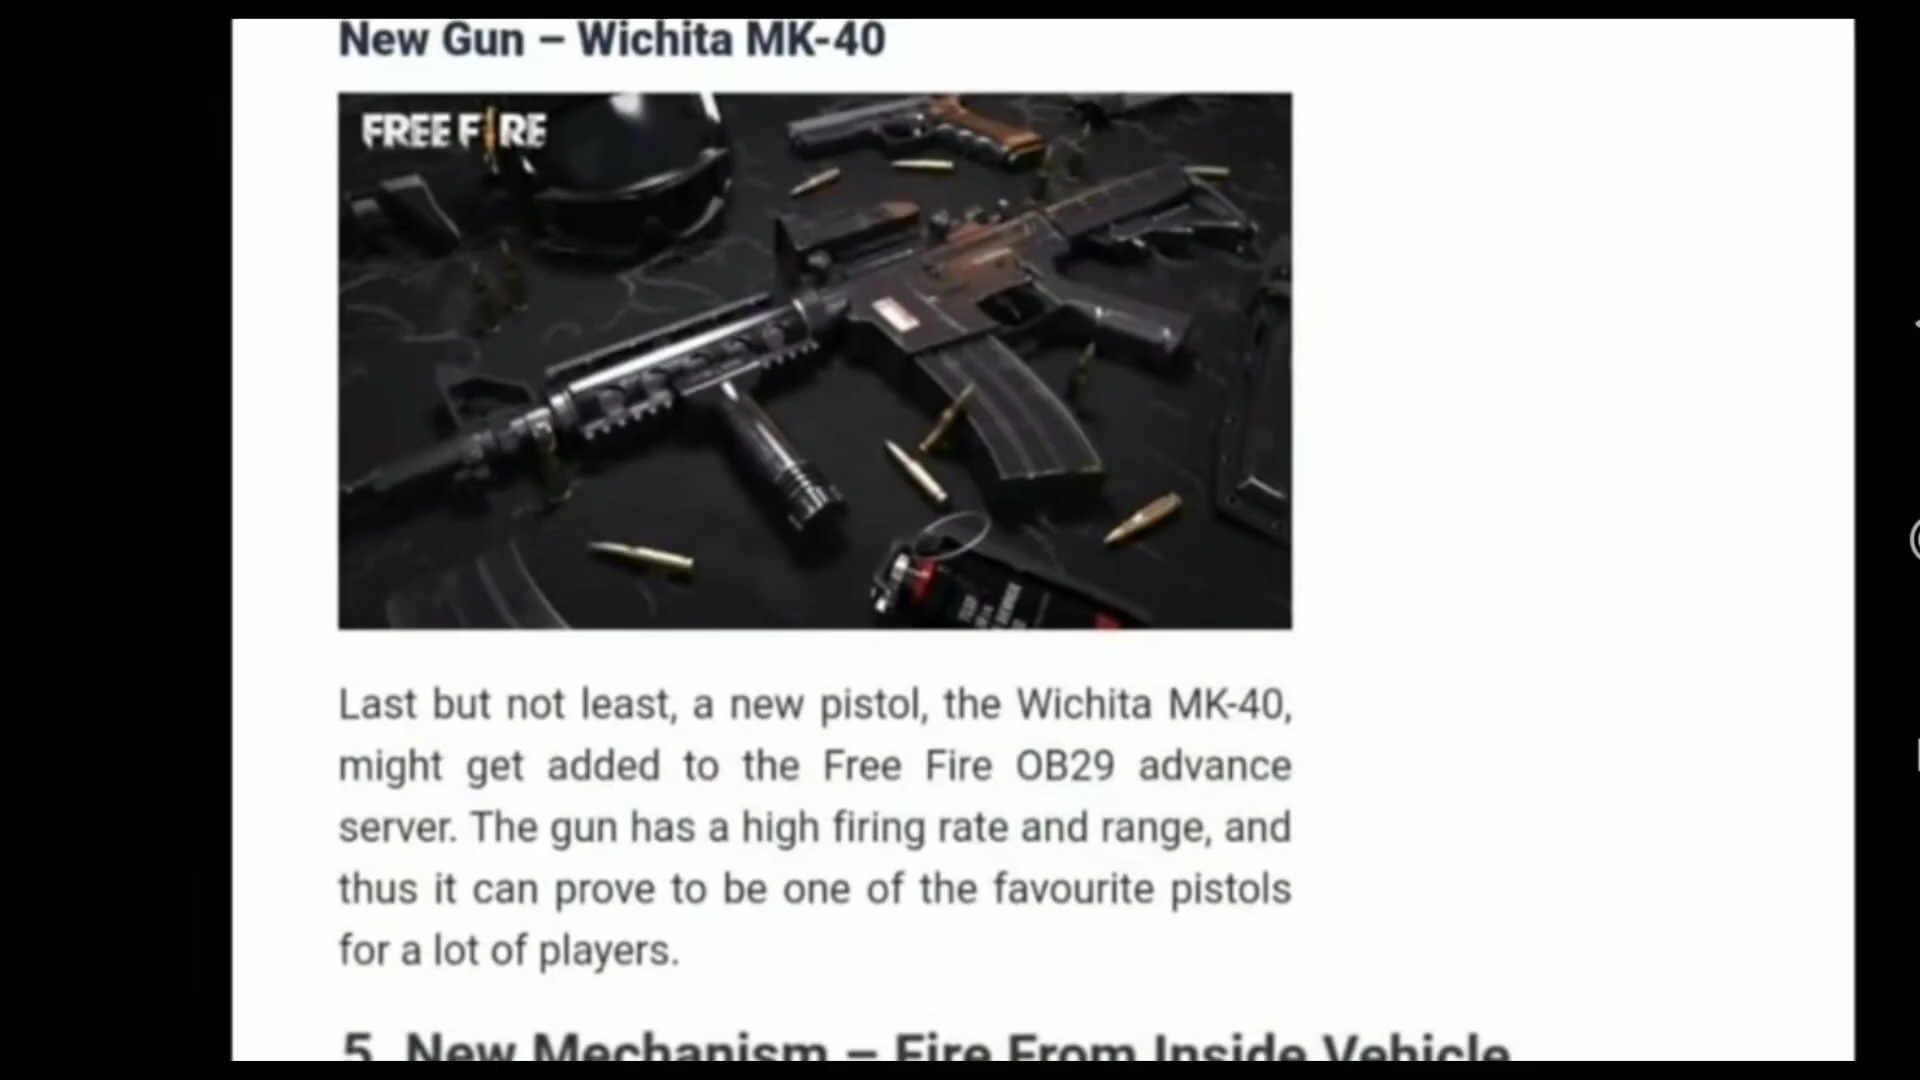 New Gun – Wichita MK-40
FREE FIRE
Last but not least, a new pistol, the Wichita MK-40,
might get added to the Free Fire OB29 advance
server. The gun has a high firing rate and range, and
thus it can prove to be one of the favourite pistols
for a lot of players.
5. New Mechanism – Fire From Inside Vehicle